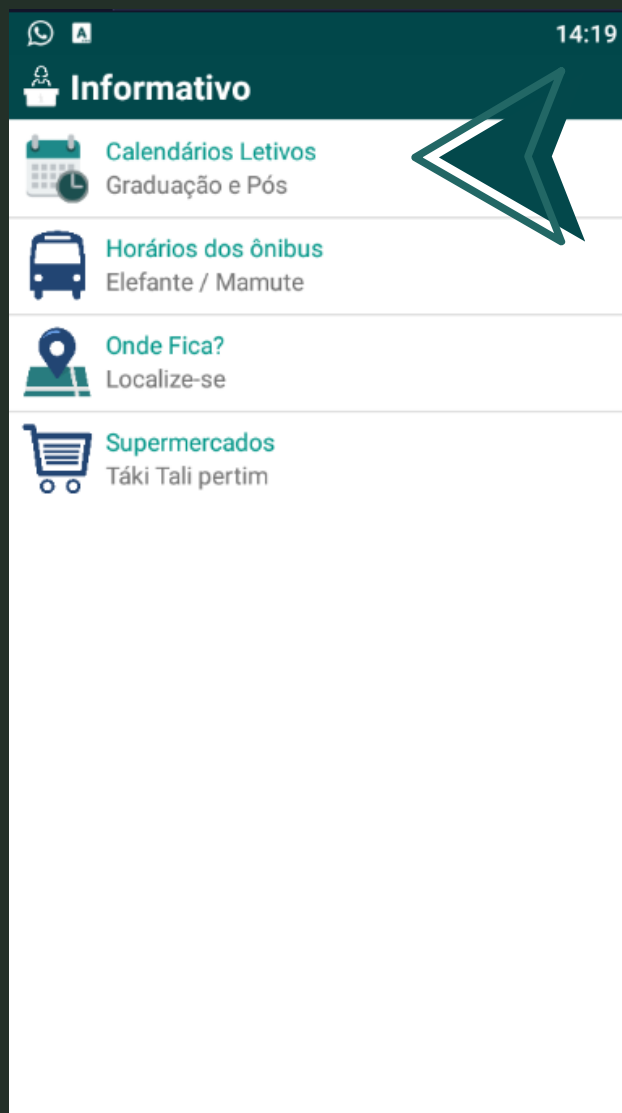 14:19
Informativo
Calendários Letivos
Graduação e Pós
Horários dos ônibus
Elefante / Mamute
Onde Fica?
Localize-se
Supermercados
Táki Tali pertim